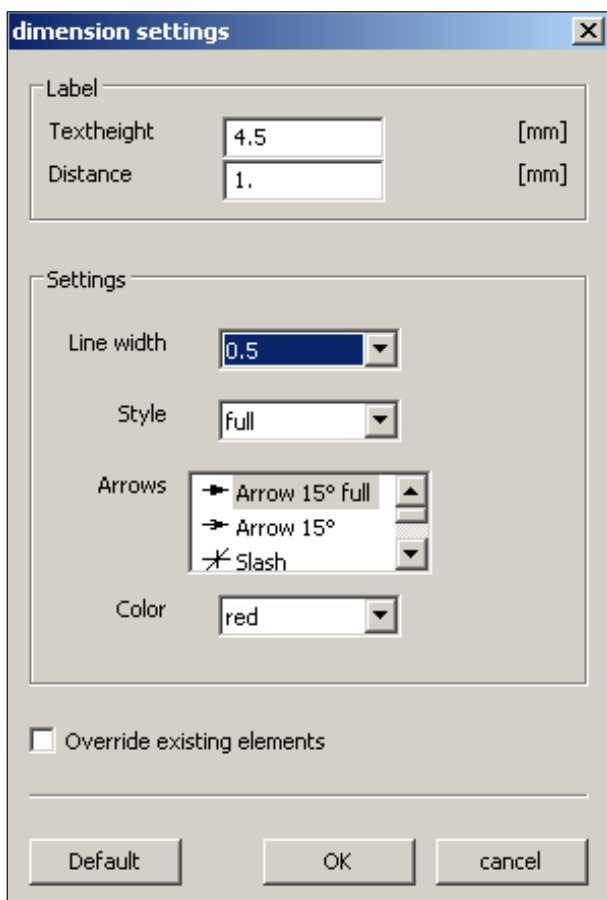 dimension settings
Label
Textheight 4.5 [mm]
Distance 1. [mm]
Settings
Line width 0.5
Style full
Arrows Arrow 15° full
Arrow 15°
Slash
Color red
Override existing elements
Default OK cancel